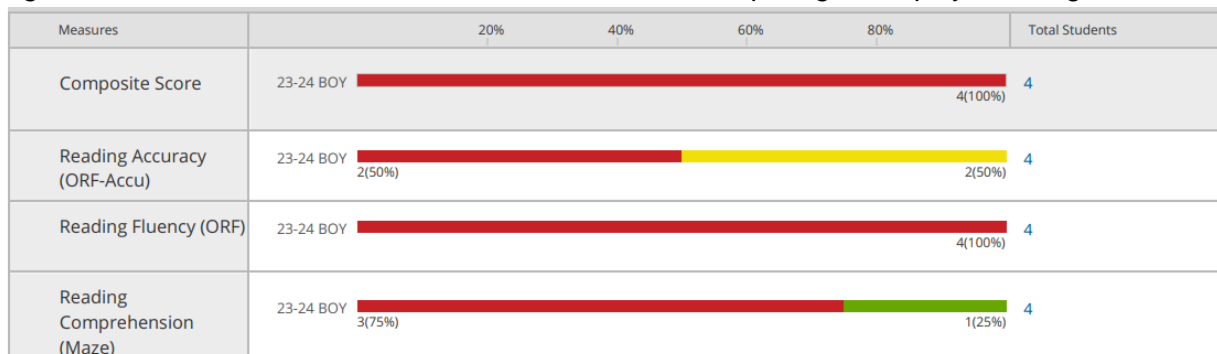 Measures 20% 40% 60% 80% Total Students
Composite Score 23-24 BOY 4
4(100%)
Reading Accuracy
(ORF-Accu)
23-24 BOY 4
2(50%) 2(50%)
Reading Fluency (ORF) 23-24 BOY 4
4(100%)
Reading
Comprehension
(Maze)
23-24 BOY 4
3(75%) 1(25%)